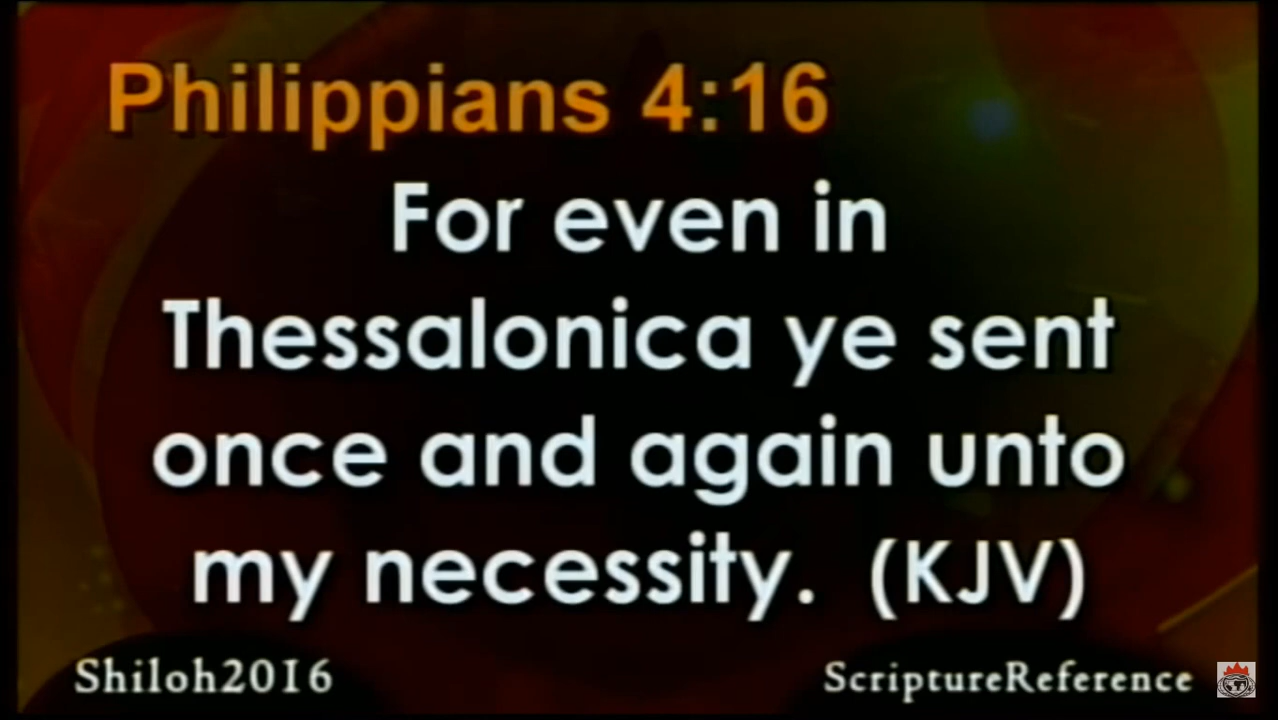 Philippians 4:16
For even in
Thessalonica ye sent
once and again unto
my necessity. (KJV)
Shiloh2016
ScriptureReference